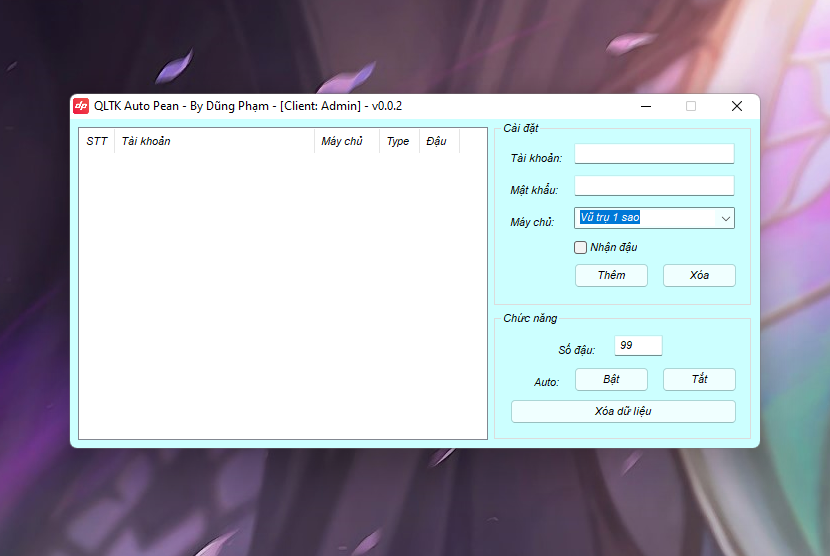 dp QLTK Auto Pean - By Dũng Phạm - [Client: Admin] - v0.0.2
STT Tài khoản Máy chủ Type Đậu
Cài đặt
Tài khoản:
Mật khẩu:
Máy chủ: Vũ trụ 1 sao
Nhận đậu
Thêm Xóa
Chức năng
Số đậu: 99
Auto: Bật Tắt
Xóa dữ liệu